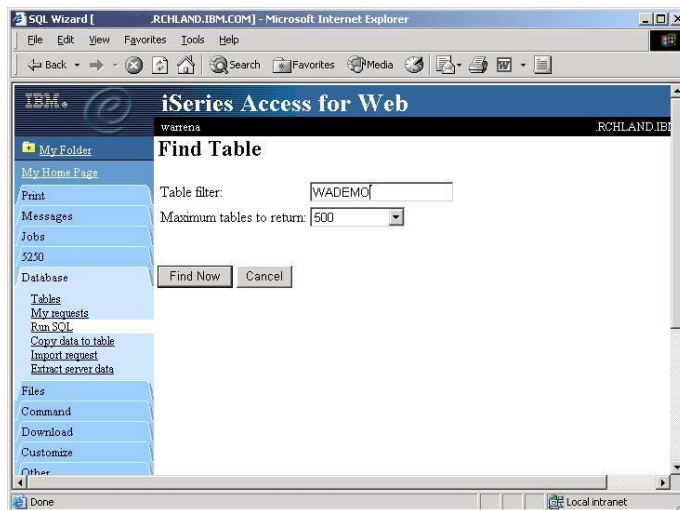 SQL Wizard [ .RCHLAND.IBM.COM] - Microsoft Internet Explorer
File Edit View Favorites Tools Help
Back Search Favorites Media
IBM. iSeries Access for Web
warrena .RCHLAND.IB
My Folder
My Home Page
Print
Messages
Jobs
5250
Database
Tables
My requests
Run SQL
Copy data to table
Import request
Extract server data
Files
Command
Download
Customize
Other
Find Table
Table filter: WADEMO
Maximum tables to return: 500
Find Now Cancel
Done Local intranet